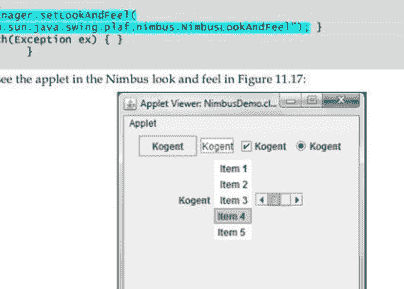 nager.setLookAndFeel(
.sun.java.swing.plaf.nimbus.NimbusLookAndFeel"); }
h(Exception ex) { }
}
see the applet in the Nimbus look and feel in Figure 11.17:
Applet Viewer: NimbusDemo.cl...
Applet
Kogent Kogent Kogent Kogent
Item 1
Item 2
Kogent Item 3
Item 4
Item 5